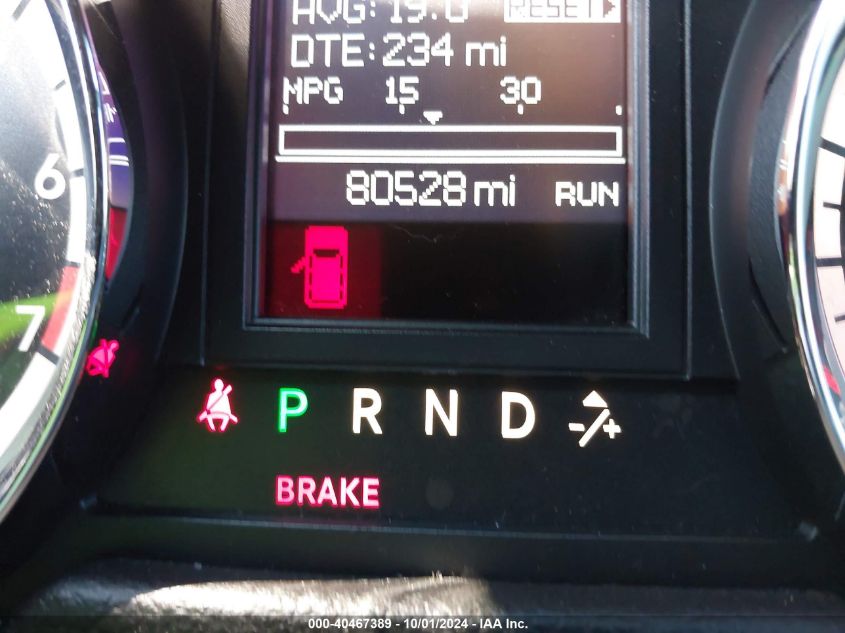 AVG: 19.0 RESET
DTE: 234 mi
MPG 15 30
80528 mi RUN
6
7
P R N D -/+
BRAKE
000-40467389 - 10/01/2024 - IAA Inc.